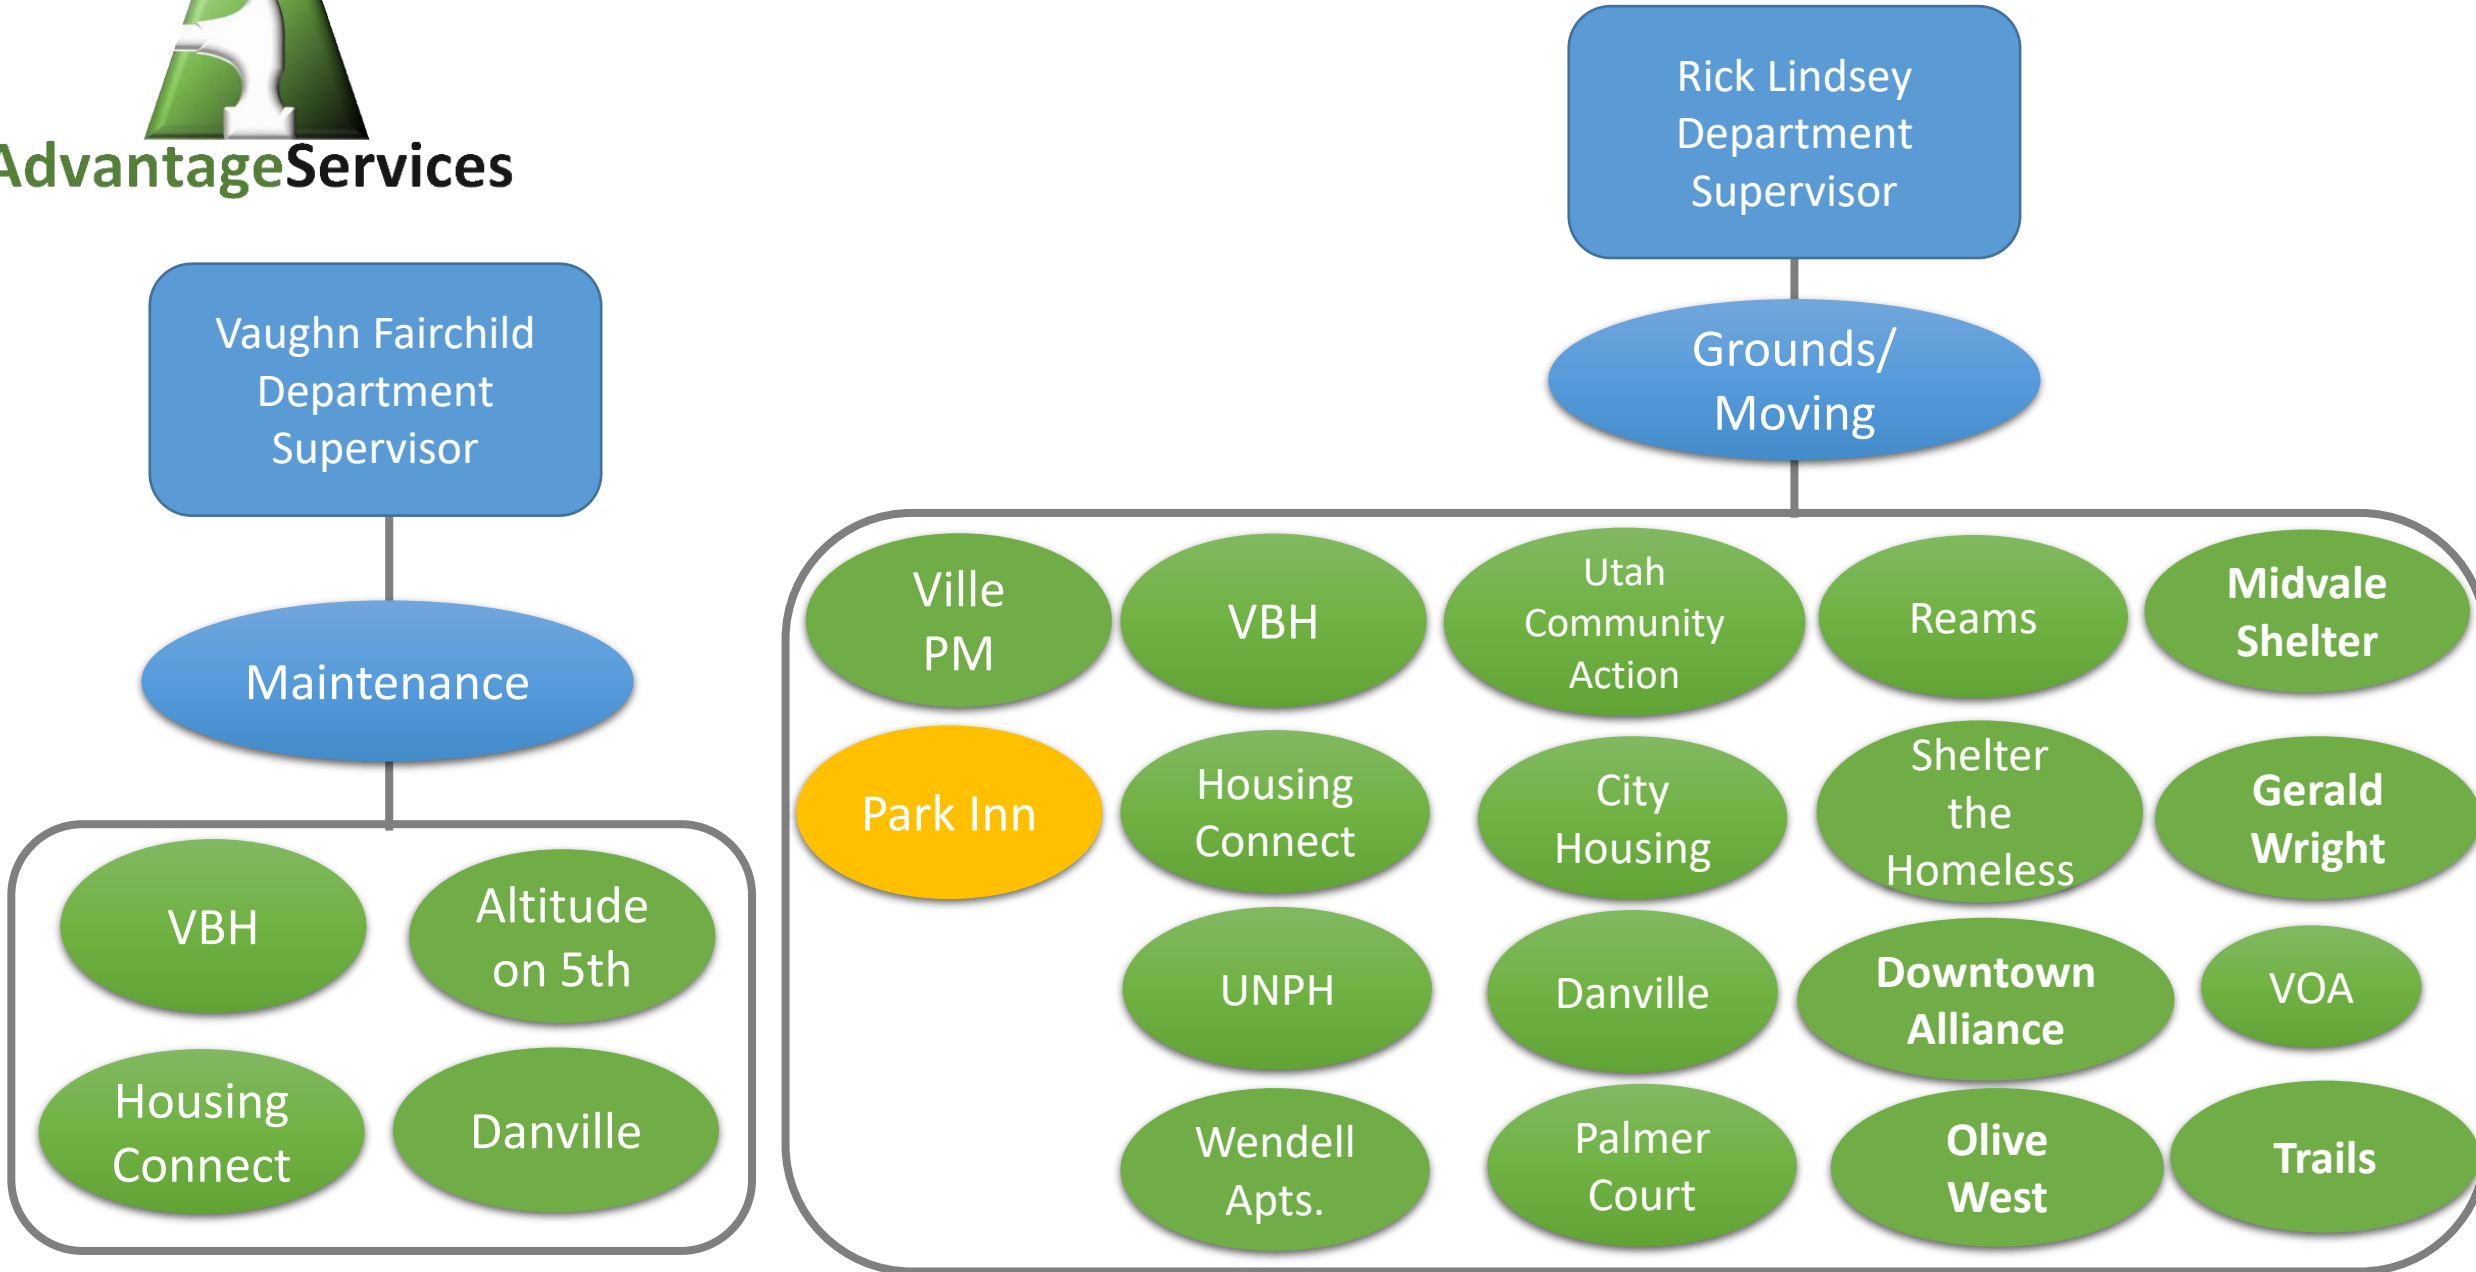 AdvantageServices
Rick Lindsey
Department
Supervisor
Grounds/
Moving
Vaughn Fairchild
Department
Supervisor
Maintenance
VBH
Altitude
on 5th
Housing
Connect
Danville
Ville
PM
VBH
Utah
Community
Action
Reams
Midvale
Shelter
Park Inn
Housing
Connect
City
Housing
Shelter
the
Homeless
Gerald
Wright
UNPH
Danville
Downtown
Alliance
VOA
Wendell
Apts.
Palmer
Court
Olive
West
Trails